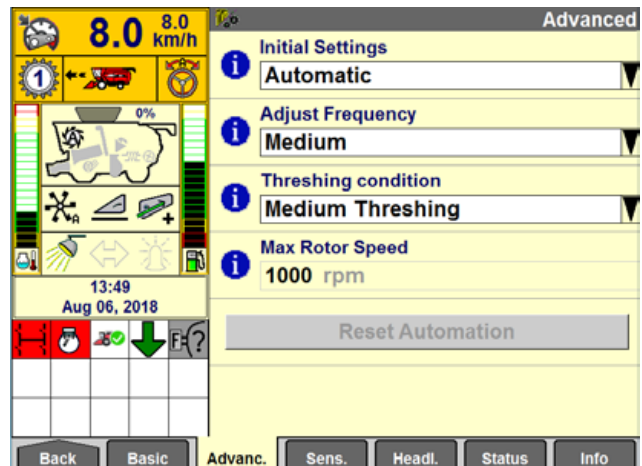 8.0
8.0
km/h
Advanced
1
0%
A
A
13:49
Aug 06, 2018
F
?
Initial Settings
Automatic
Adjust Frequency
Medium
Threshing condition
Medium Threshing
Max Rotor Speed
1000 rpm
Reset Automation
Back
Basic
Advanc.
Sens.
Headl.
Status
Info